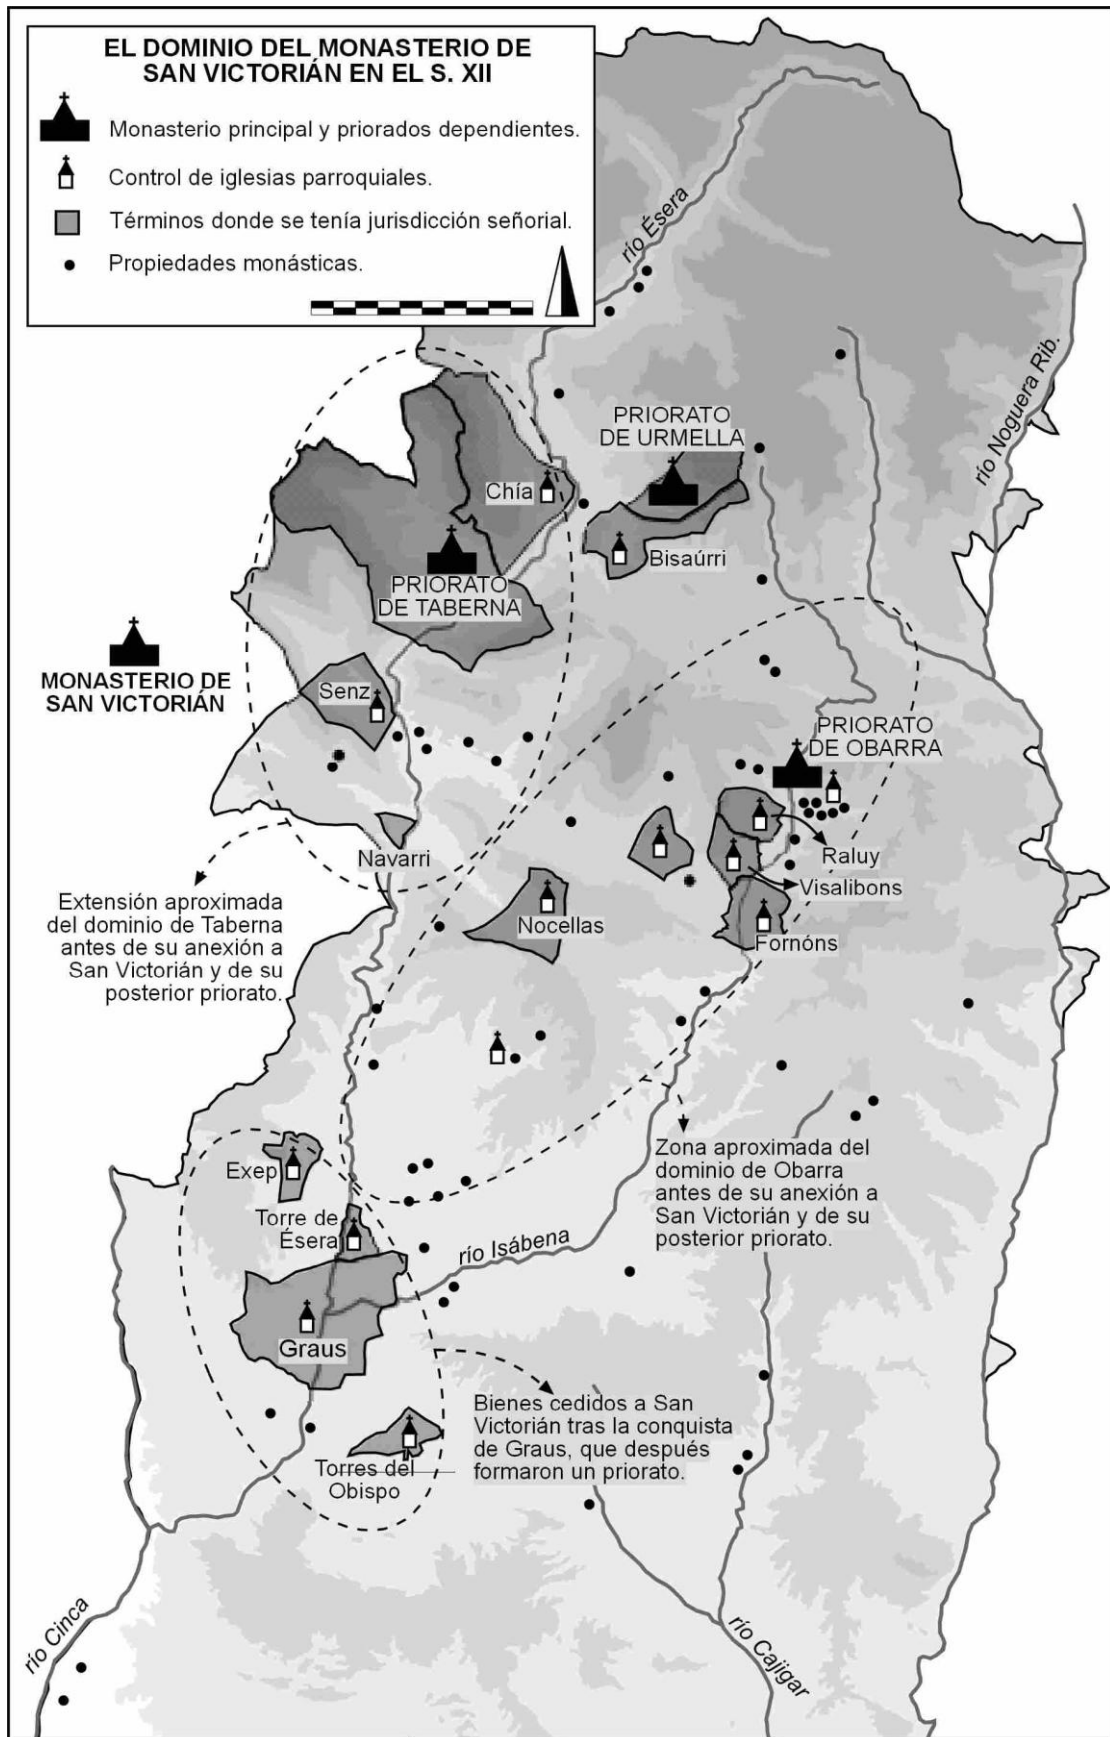 EL DOMINIO DEL MONASTERIO DE
SAN VICTORIÁN EN EL S. XII
Monasterio principal y priorados dependientes.
Control de iglesias parroquiales.
Términos donde se tenía jurisdicción señorial.
Propiedades monásticas.
río Ésera
río Noguera Rib.
PRIORATO
DE URMELLA
Chía
Bisaúrri
PRIORATO
DE TABERNA
MONASTERIO DE
SAN VICTORIÁN
Senz
PRIORATO
DE OBARRA
Navarri
Raluy
Visalibons
Extensión aproximada
del dominio de Taberna
antes de su anexión a
San Victorián y de su
posterior priorato.
Nocellas
Fornóns
Exep
Zona aproximada del
dominio de Obarra
antes de su anexión a
San Victorián y de su
posterior priorato.
Torre de
Ésera
río Isábena
Graus
Bienes cedidos a San
Victorián tras la conquista
de Graus, que después
formaron un priorato.
Torres del
Obispo
río Cinca
río Cajigar